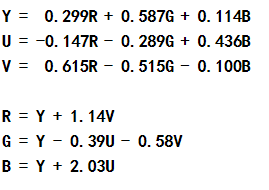 Y = 0.299R + 0.587G + 0.114B
U = -0.147R - 0.289G + 0.436B
V = 0.615R - 0.515G - 0.100B
R = Y + 1.14V
G = Y - 0.39U - 0.58V
B = Y + 2.03U